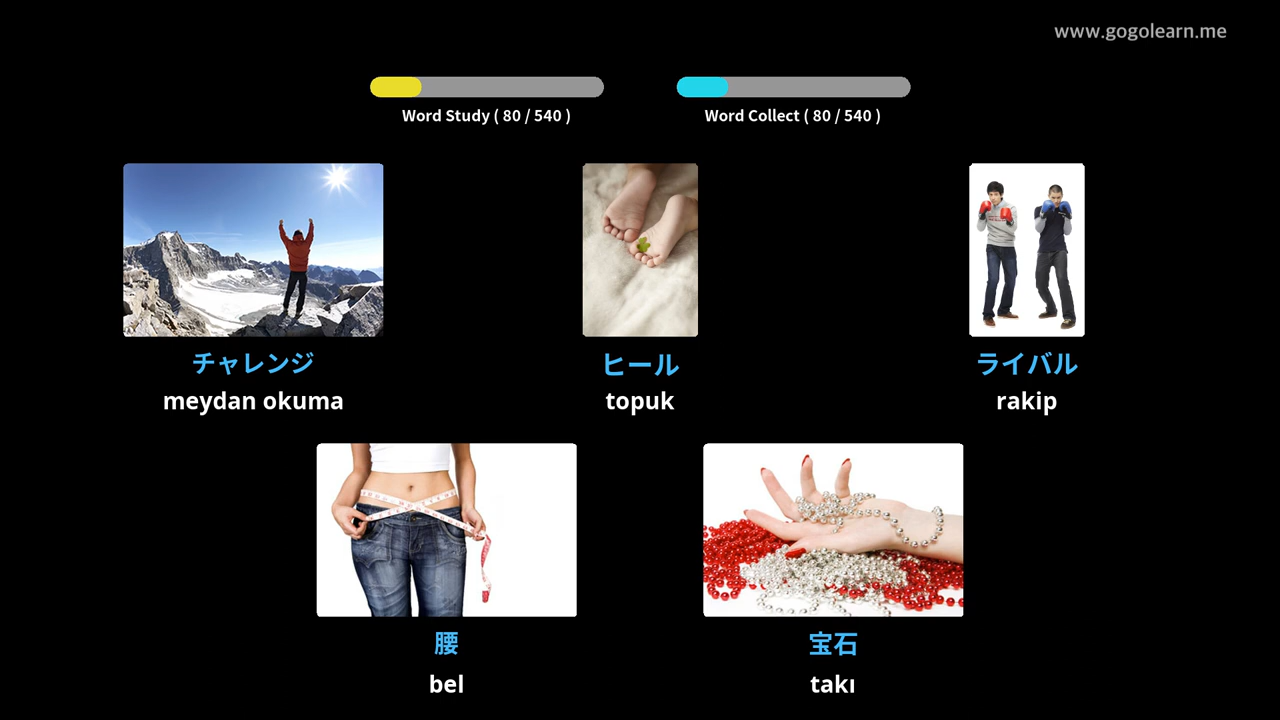 www.gogolearn.me
Word Study ( 80 / 540 )
Word Collect ( 80 / 540 )
チャレンジ
meydan okuma
ヒール
topuk
ライバル
rakip
腰
bel
宝石
takı